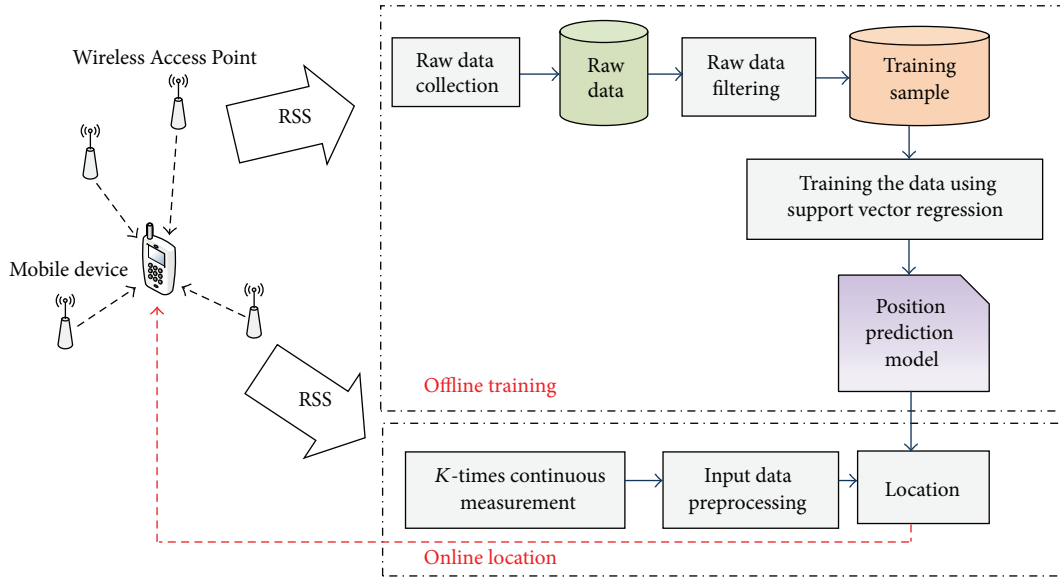 Wireless Access Point
RSS
Mobile device
RSS
Raw data
collection
Raw
data
Raw data
filtering
Training
sample
Training the data using
support vector regression
Position
prediction
model
Offline training
K-times continuous
measurement
Input data
preprocessing
Location
Online location